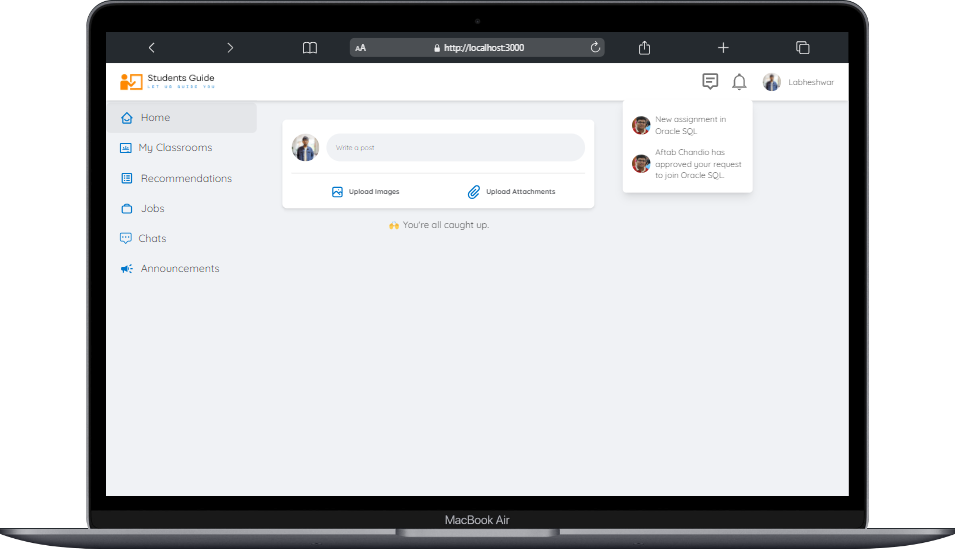 AA http://localhost:3000
Students Guide
LET US GUIDE YOU
Labheshwar
Home
My Classrooms
Recommendations
Jobs
Chats
Announcements
Write a post
Upload Images
Upload Attachments
🙌 You're all caught up.
New assignment in
Oracle SQL
Aftab Chandio has
approved your request
to join Oracle SQL.
MacBook Air